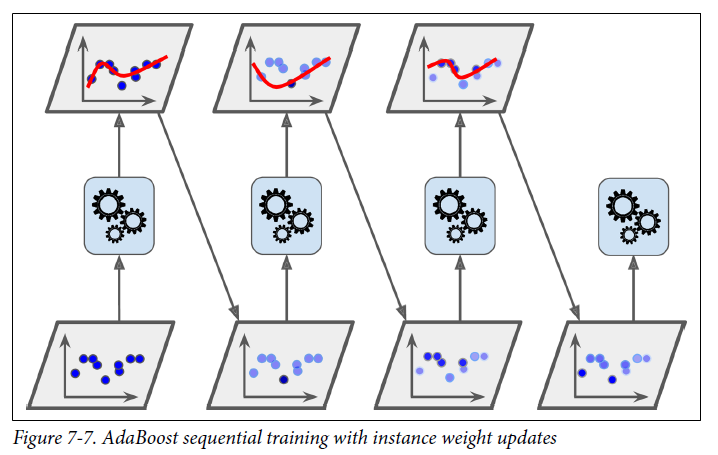 Figure 7-7. AdaBoost sequential training with instance weight updates